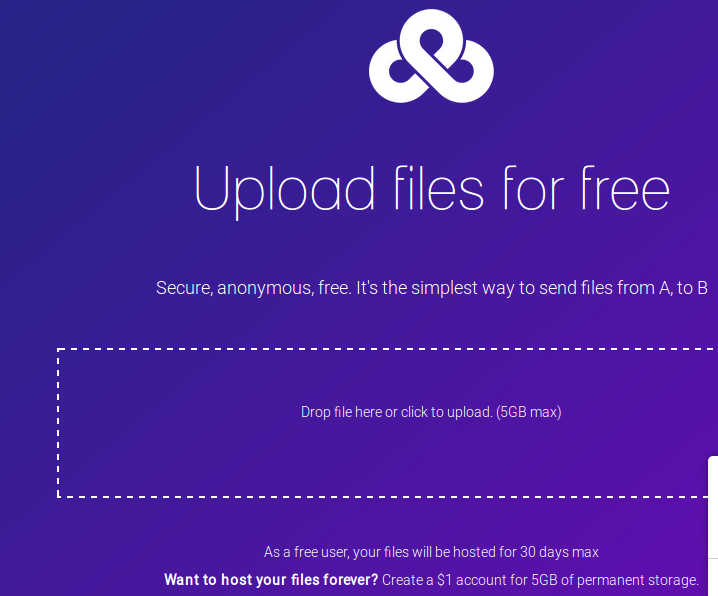 Upload files for free
Secure, anonymous, free. It's the simplest way to send files from A, to B
Drop file here or click to upload. (5GB max)
As a free user, your files will be hosted for 30 days max
Want to host your files forever? Create a $1 account for 5GB of permanent storage.